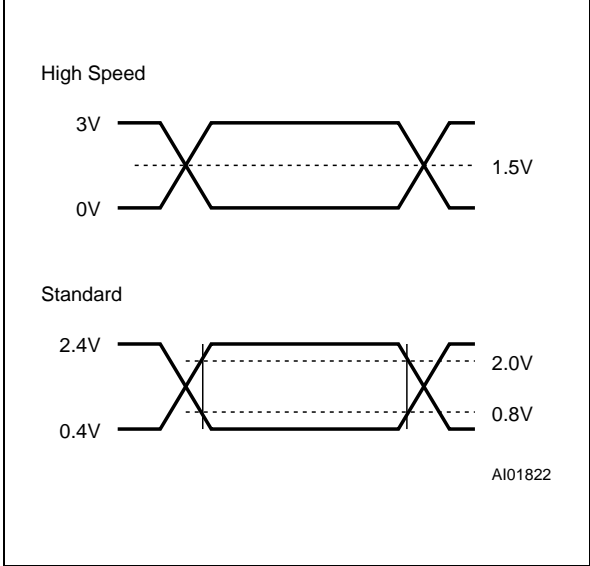 High Speed
3V
1.5V
0V
Standard
2.4V
2.0V
0.8V
0.4V
AI01822